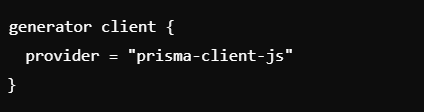 generator client {
  provider = "prisma-client-js"
}